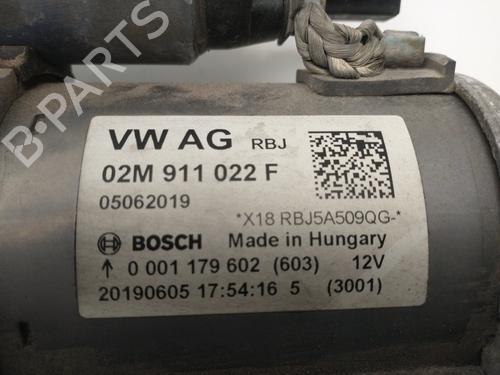 B-PARTS
VW AG RBJ
02M 911 022 F
05062019
*X18 RBJ5A509QG-*
BOSCH Made in Hungary
↑ 0 001 179 602 (603) 12V
20190605 17:54:16 5 (3001)